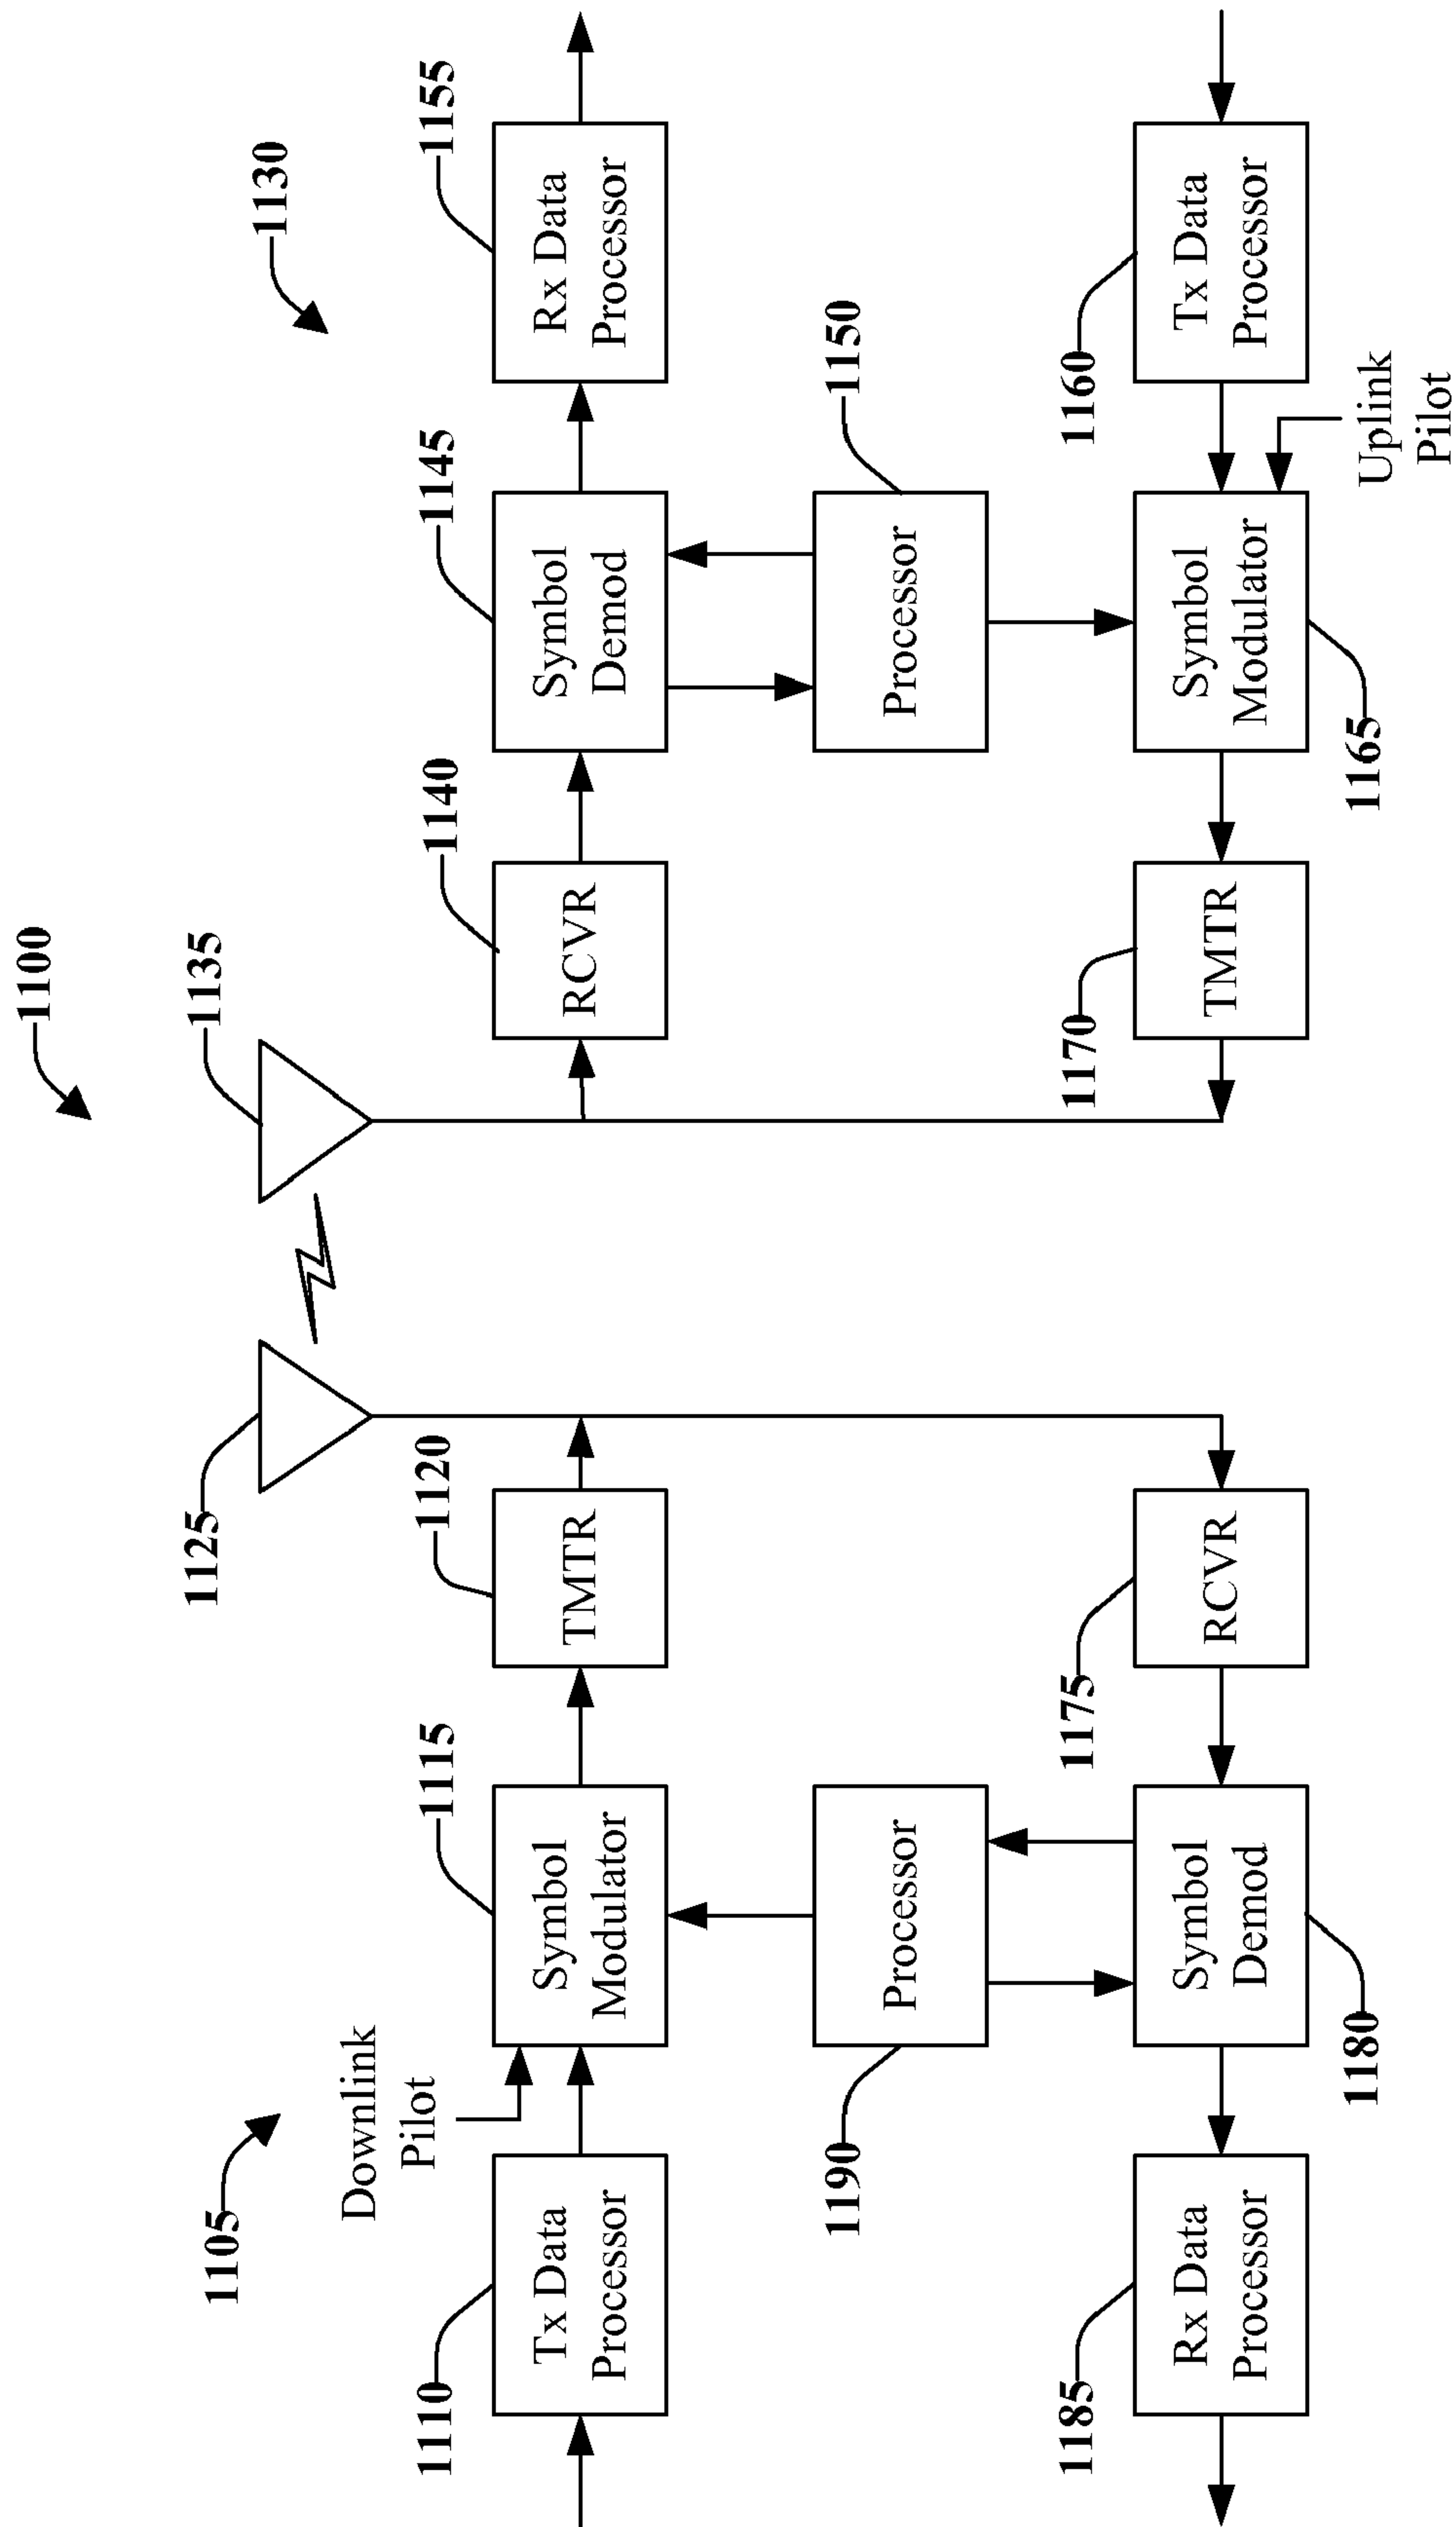 1100
1105
1125
1135
1130
Downlink
Pilot
1110
1115
1120
1140
1145
1155
Tx Data
Processor
Symbol
Modulator
TMTR
RCVR
Symbol
Demod
Rx Data
Processor
1190
Processor
Processor
1150
1185
1175
1170
1160
Rx Data
Processor
Symbol
Demod
RCVR
TMTR
Symbol
Modulator
Tx Data
Processor
1180
1165
Uplink
Pilot